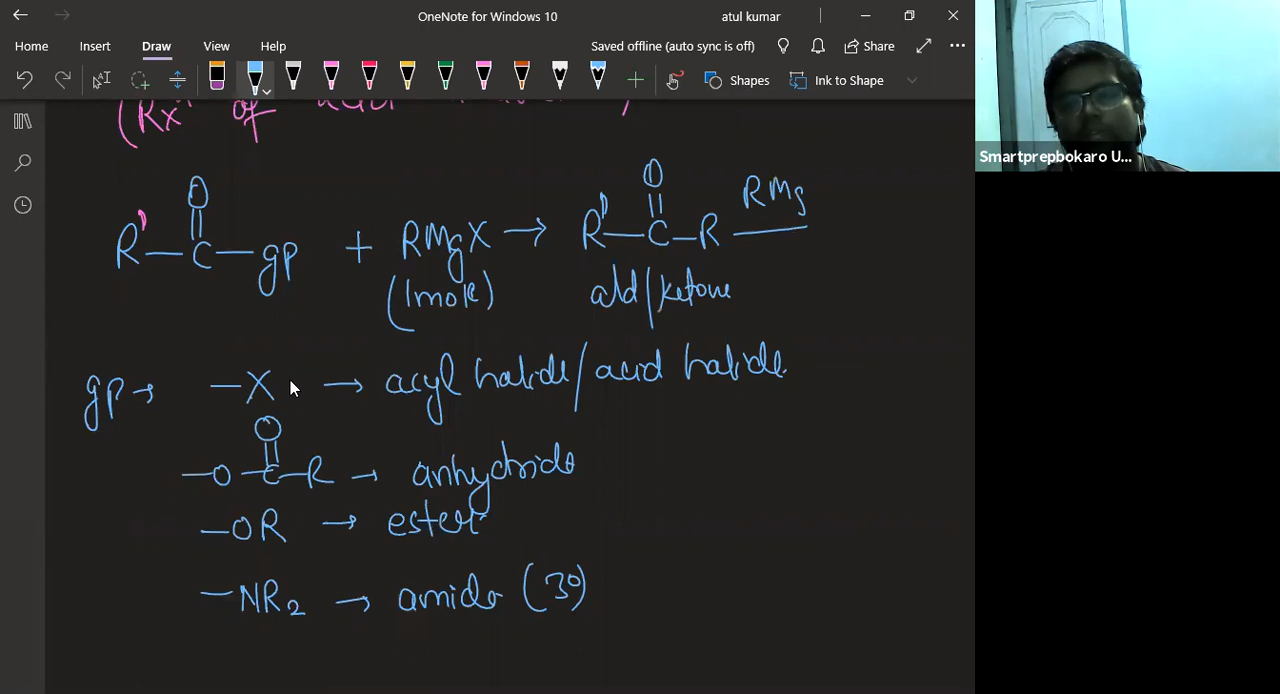 OneNote for Windows 10
atul kumar
Home Insert Draw View Help
Saved offline (auto sync is off)
Share
Shapes
Ink to Shape
Smartprepbokaro U...
(Rxⁿ of
O O
R' — C — gp + RMgX → R' — C — R RMg
(1mole) ald/ketone
gp → — X → acyl halide/acid halide
O
— O — C — R → anhydride
— OR → ester
— NR₂ → amide (3°)